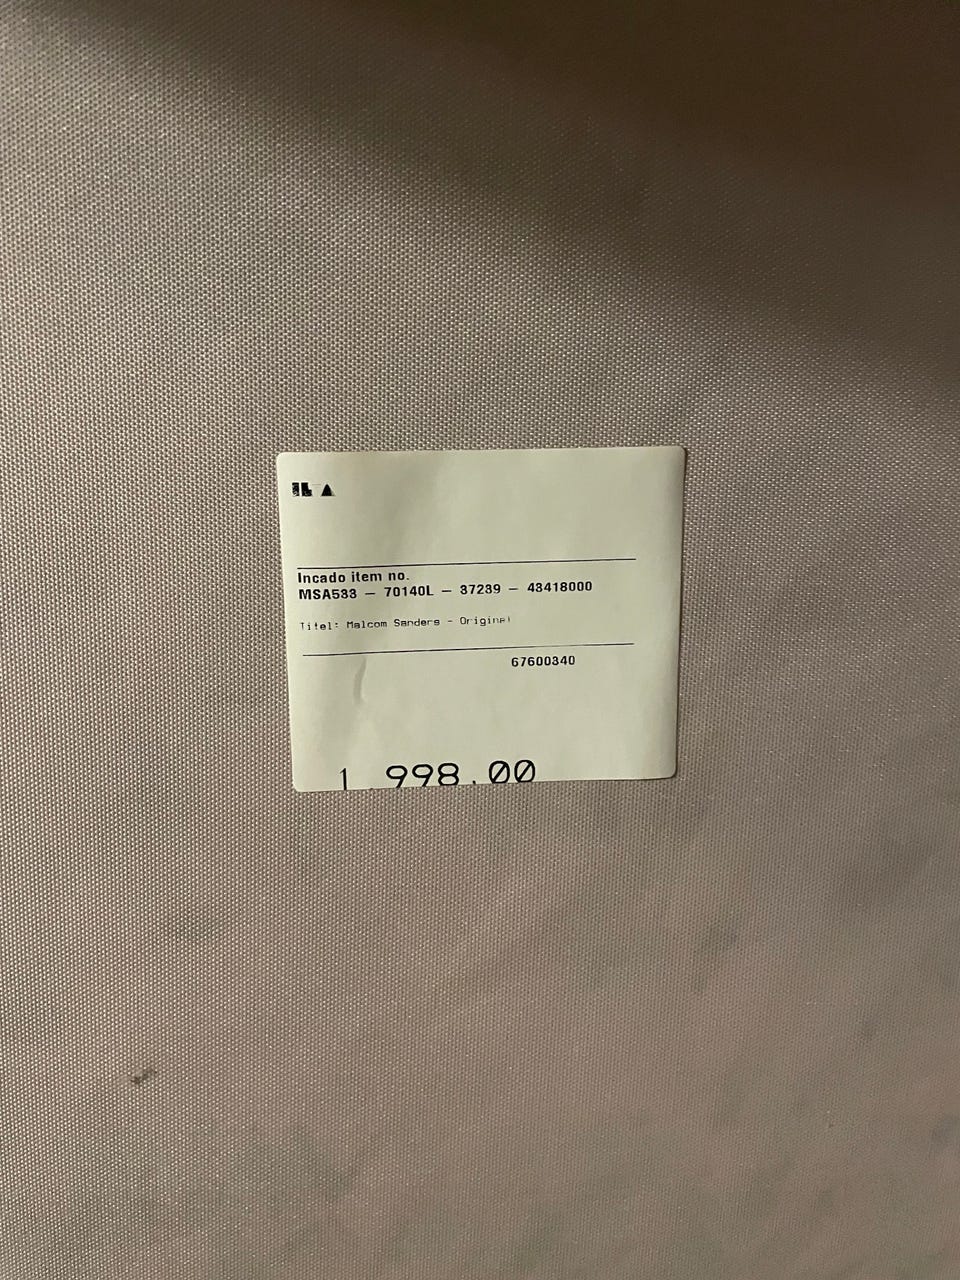 Incado item no.
MSA533 – 70140L – 37239 – 43418000
Titel: Malcom Sanders - Original
67600340
1.998.00